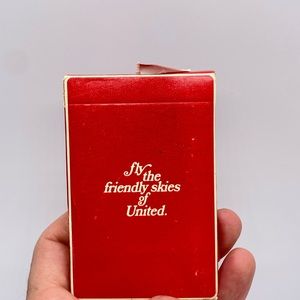 fly
the
friendly skies
of
United.